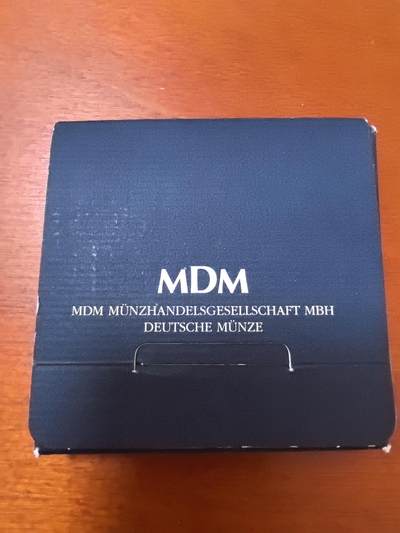 MDM
MDM MÜNZHANDELSGESELLSCHAFT MBH
DEUTSCHE MÜNZE